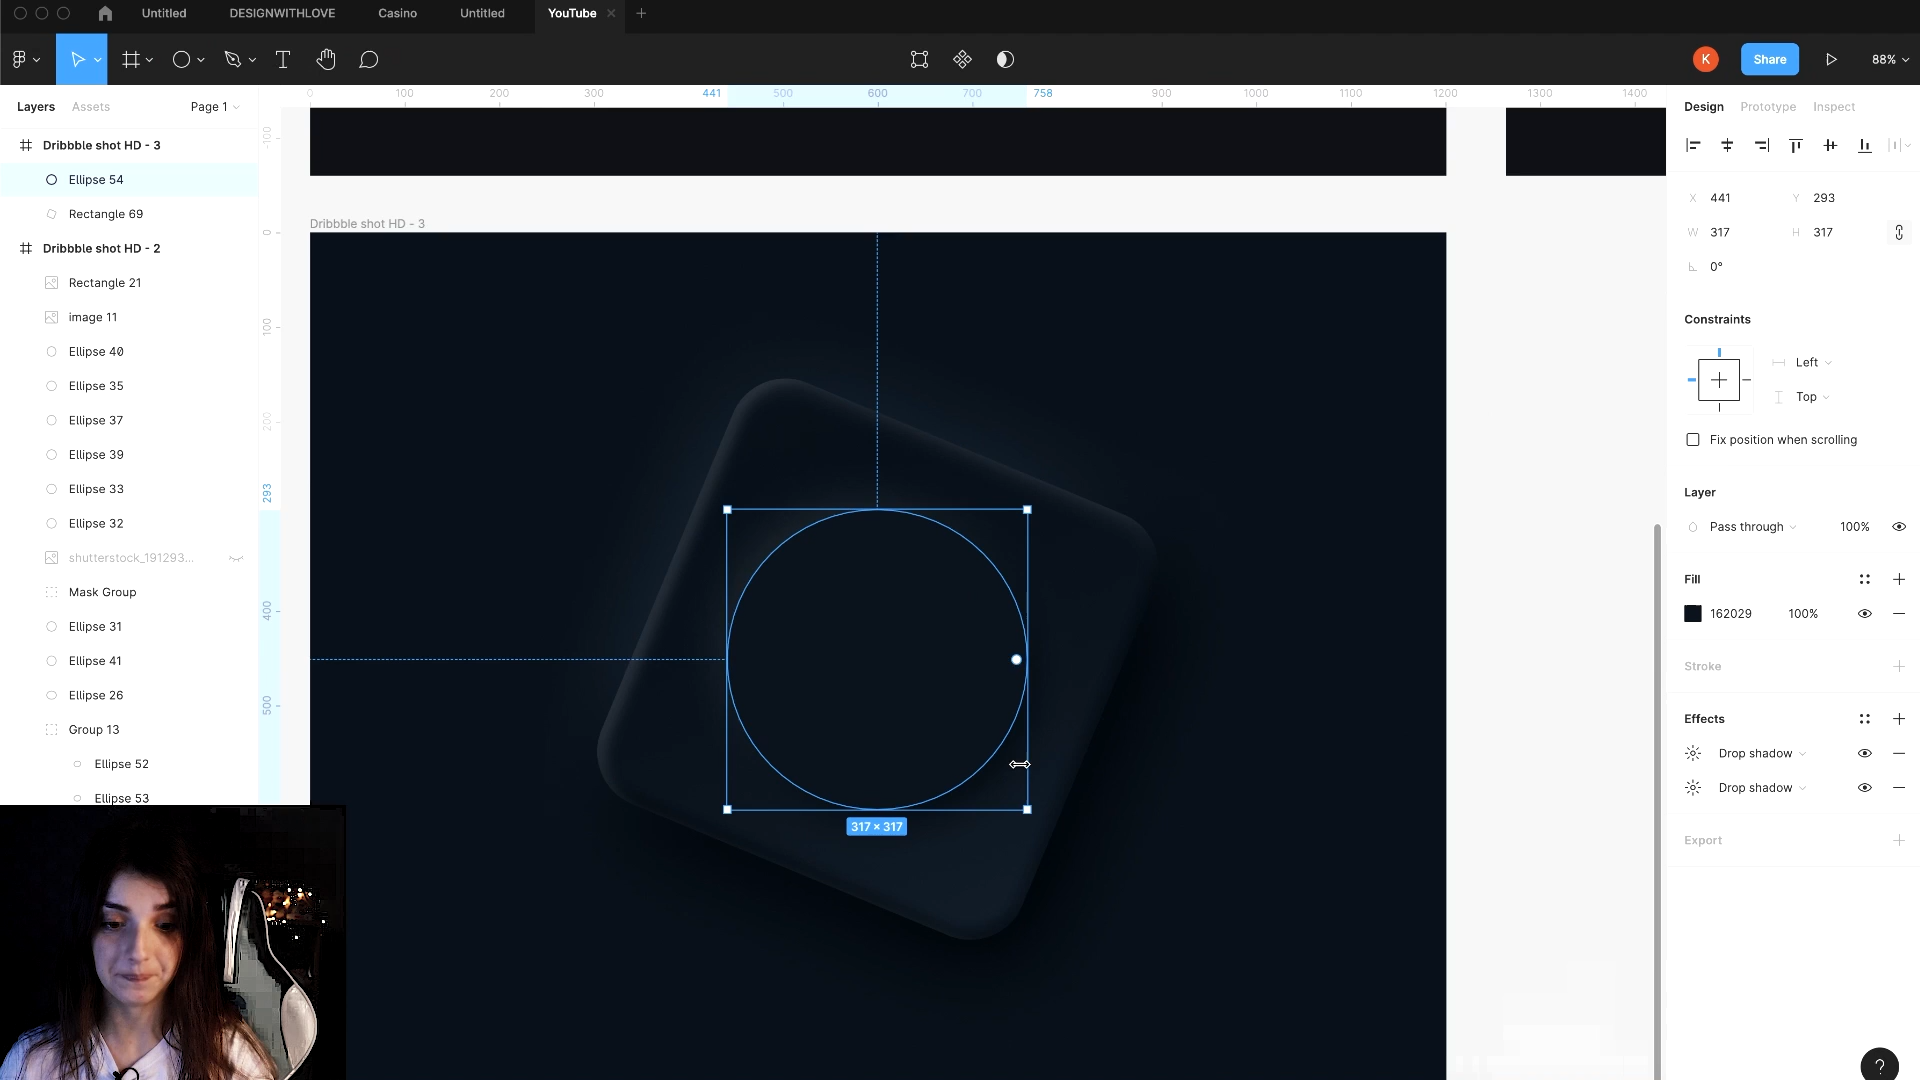 Untitled
DESIGNWITHLOVE
Casino
Untitled
YouTube
K
Share
88%
Layers
Assets
Page 1
0
100
200
300
441
500
600
700
758
900
1000
1100
1200
1300
1400
Design
Prototype
Inspect
Dribbble shot HD - 3
Ellipse 54
Rectangle 69
Dribbble shot HD - 2
Rectangle 21
image 11
Ellipse 40
Ellipse 35
Ellipse 37
Ellipse 39
Ellipse 33
Ellipse 32
shutterstock_191293...
Mask Group
Ellipse 31
Ellipse 41
Ellipse 26
Group 13
Ellipse 52
Ellipse 53
-100
0
100
200
293
400
500
Dribbble shot HD - 3
317 × 317
X 441 Y 293
W 317 H 317
0°
Constraints
Left
Top
Fix position when scrolling
Layer
Pass through 100%
Fill
162029 100%
Stroke
Effects
Drop shadow
Drop shadow
Export
?